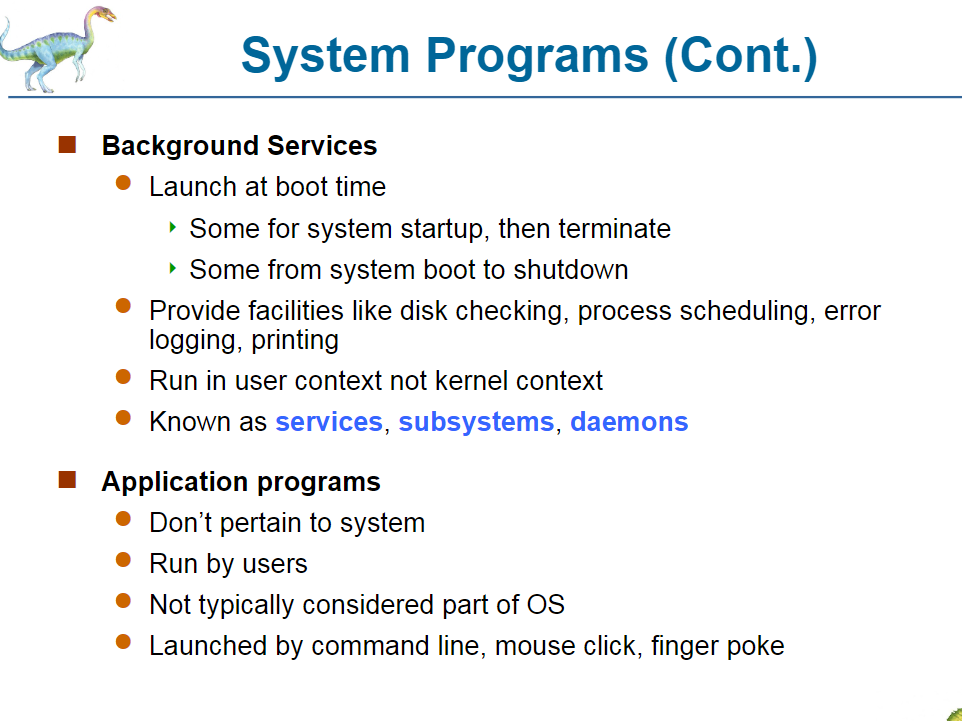 System Programs (Cont.)
Background Services
Launch at boot time
Some for system startup, then terminate
Some from system boot to shutdown
Provide facilities like disk checking, process scheduling, error
logging, printing
Run in user context not kernel context
Known as services, subsystems, daemons
Application programs
Don’t pertain to system
Run by users
Not typically considered part of OS
Launched by command line, mouse click, finger poke